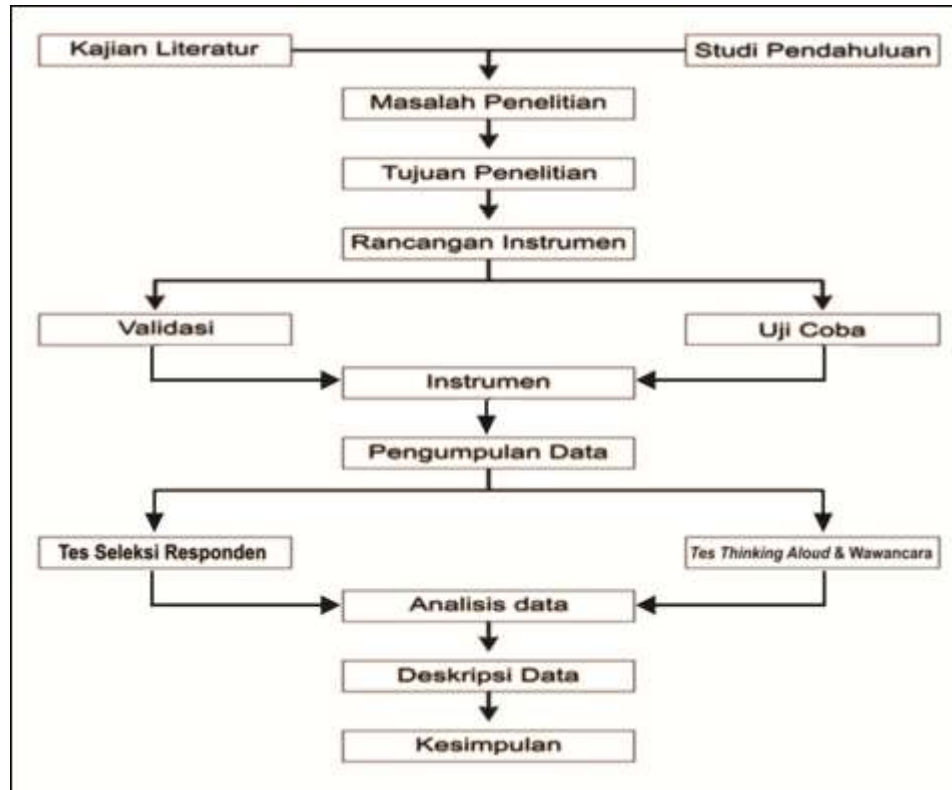 Kajian Literatur
Studi Pendahuluan
Masalah Penelitian
Tujuan Penelitian
Rancangan Instrumen
Validasi
Uji Coba
Instrumen
Pengumpulan Data
Tes Seleksi Responden
Tes Thinking Aloud & Wawancara
Analisis data
Deskripsi Data
Kesimpulan